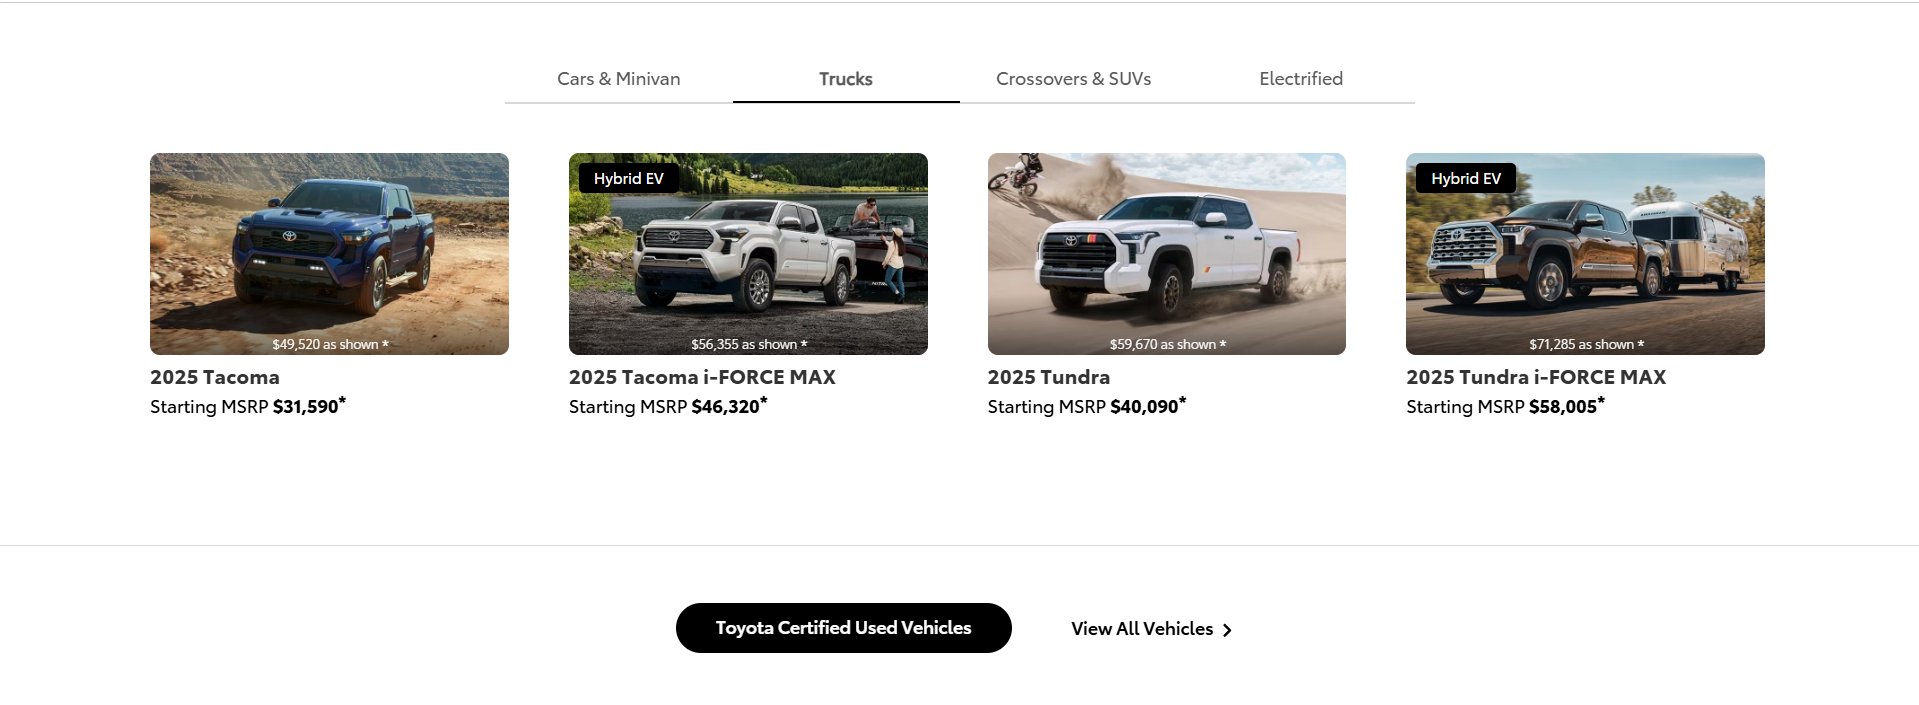 Cars & Minivan
Trucks
Crossovers & SUVs
Electrified
$49,520 as shown *
2025 Tacoma
Starting MSRP $31,590*
Hybrid EV
$56,355 as shown *
2025 Tacoma i-FORCE MAX
Starting MSRP $46,320*
$59,670 as shown *
2025 Tundra
Starting MSRP $40,090*
Hybrid EV
$71,285 as shown *
2025 Tundra i-FORCE MAX
Starting MSRP $58,005*
Toyota Certified Used Vehicles
View All Vehicles